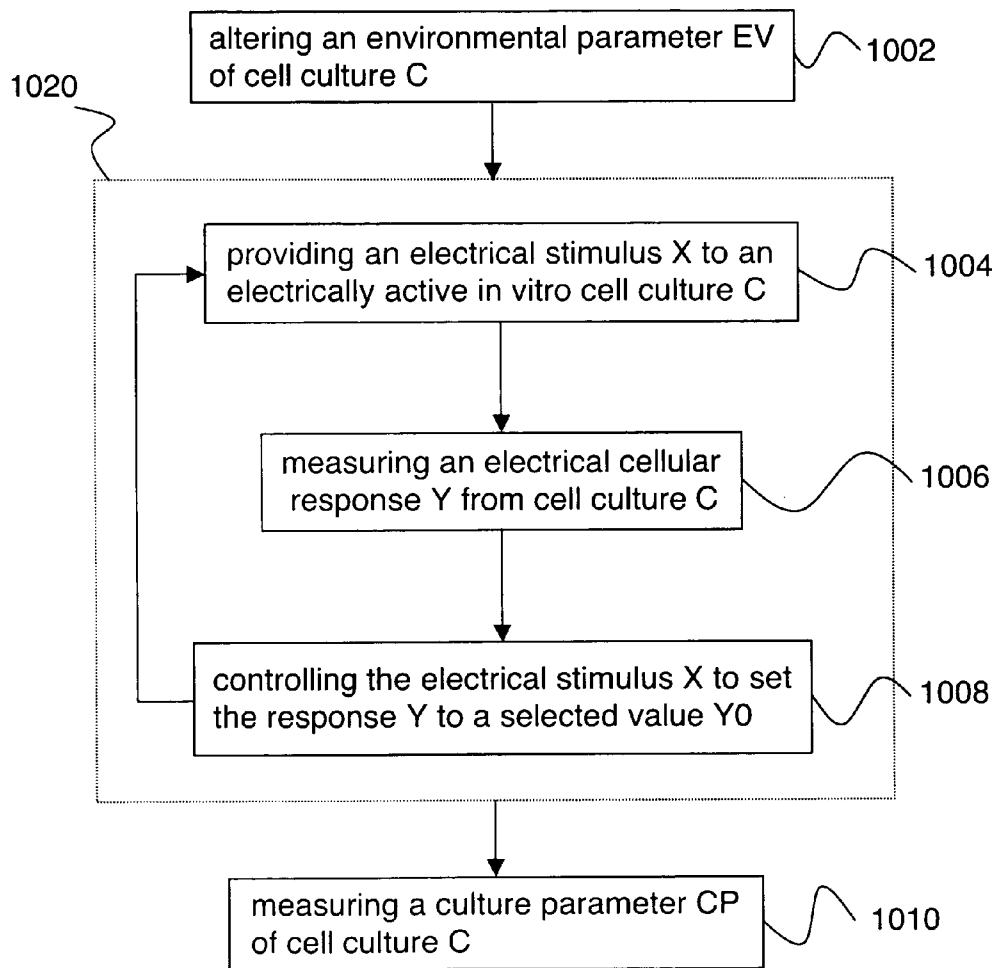 altering an environmental parameter EV
of cell culture C
1002
1020
providing an electrical stimulus X to an
electrically active in vitro cell culture C
1004
measuring an electrical cellular
response Y from cell culture C
1006
controlling the electrical stimulus X to set
the response Y to a selected value Y0
1008
measuring a culture parameter CP
of cell culture C
1010